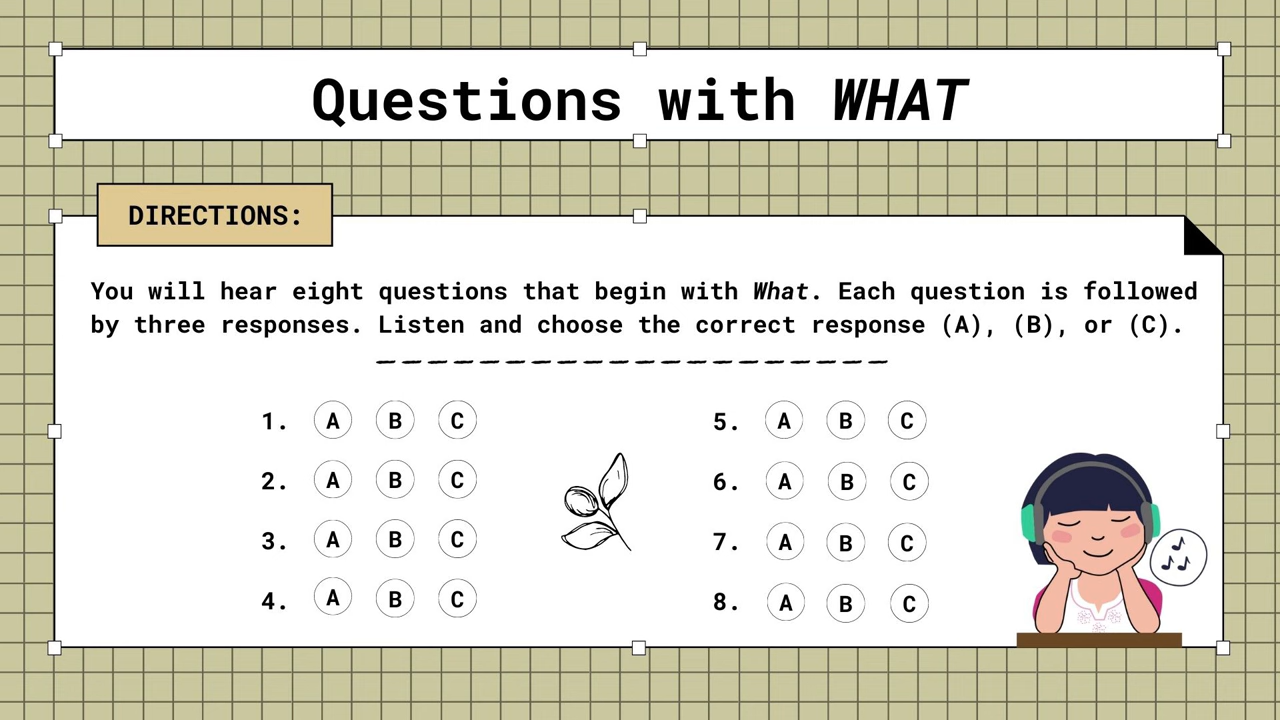 Questions with WHAT
DIRECTIONS:
You will hear eight questions that begin with What. Each question is followed
by three responses. Listen and choose the correct response (A), (B), or (C).
1. A B C
2. A B C
3. A B C
4. A B C
5. A B C
6. A B C
7. A B C
8. A B C